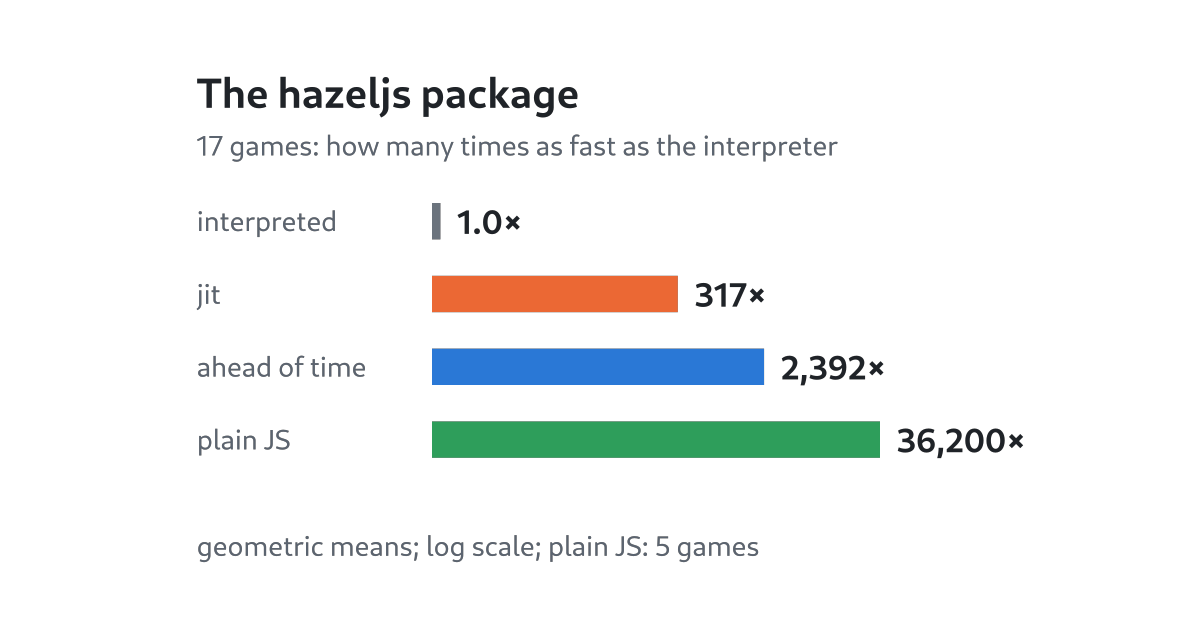 The hazeljs package
17 games: how many times as fast as the interpreter
interpreted 1.0×
jit 317×
ahead of time 2,392×
plain JS 36,200×
geometric means; log scale; plain JS: 5 games